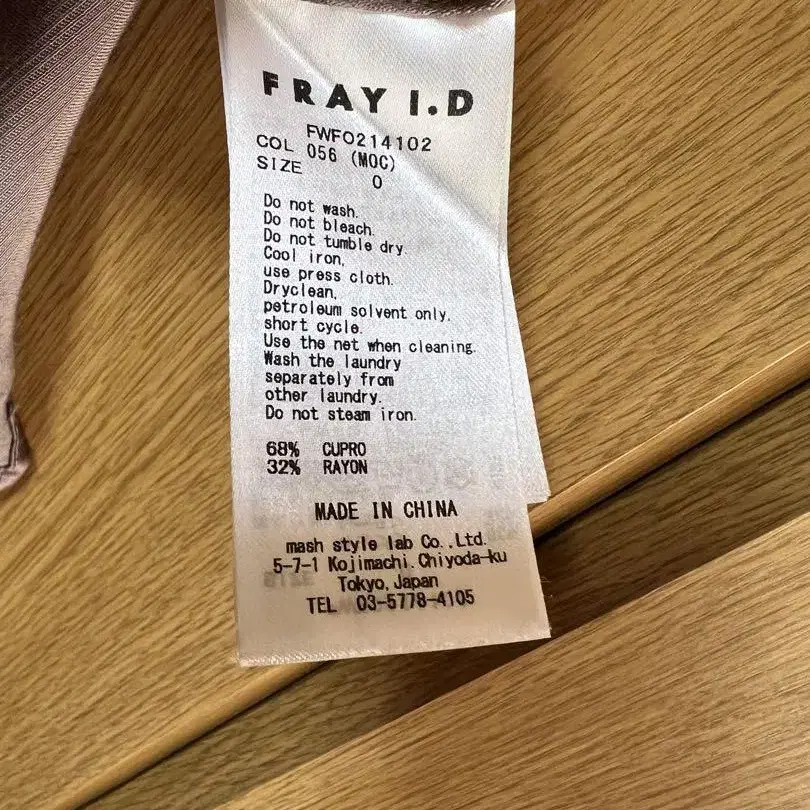 FRAY I.D
FWFO214102
COL 056 (MOC)
SIZE 0
Do not wash.
Do not bleach.
Do not tumble dry.
Cool iron,
use press cloth.
Dryclean,
petroleum solvent only,
short cycle.
Use the net when cleaning.
Wash the laundry
separately from
other laundry.
Do not steam iron.
68% CUPRO
32% RAYON
MADE IN CHINA
mash style lab Co.,Ltd.
5-7-1 Kojimachi.Chiyoda-ku
Tokyo,Japan
TEL 03-5778-4105